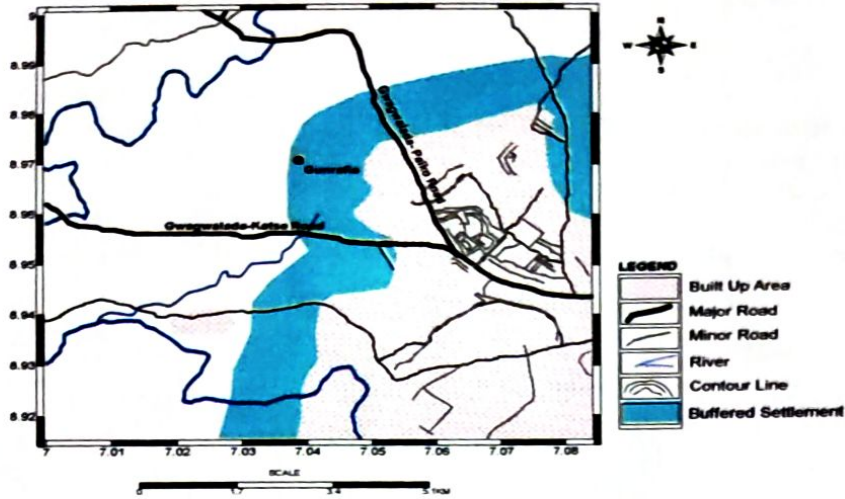 N
W E
S
9
8.99
8.98
8.97
8.96
8.95
8.94
8.93
8.92
7 7.01 7.02 7.03 7.04 7.05 7.06 7.07 7.08
Gwagwalada-Paiko Road
Gwagwalada-Katse Road
SCALE
0 1.7 3.4 5.1KM
LEGEND
Built Up Area
Major Road
Minor Road
River
Contour Line
Buffered Settlement